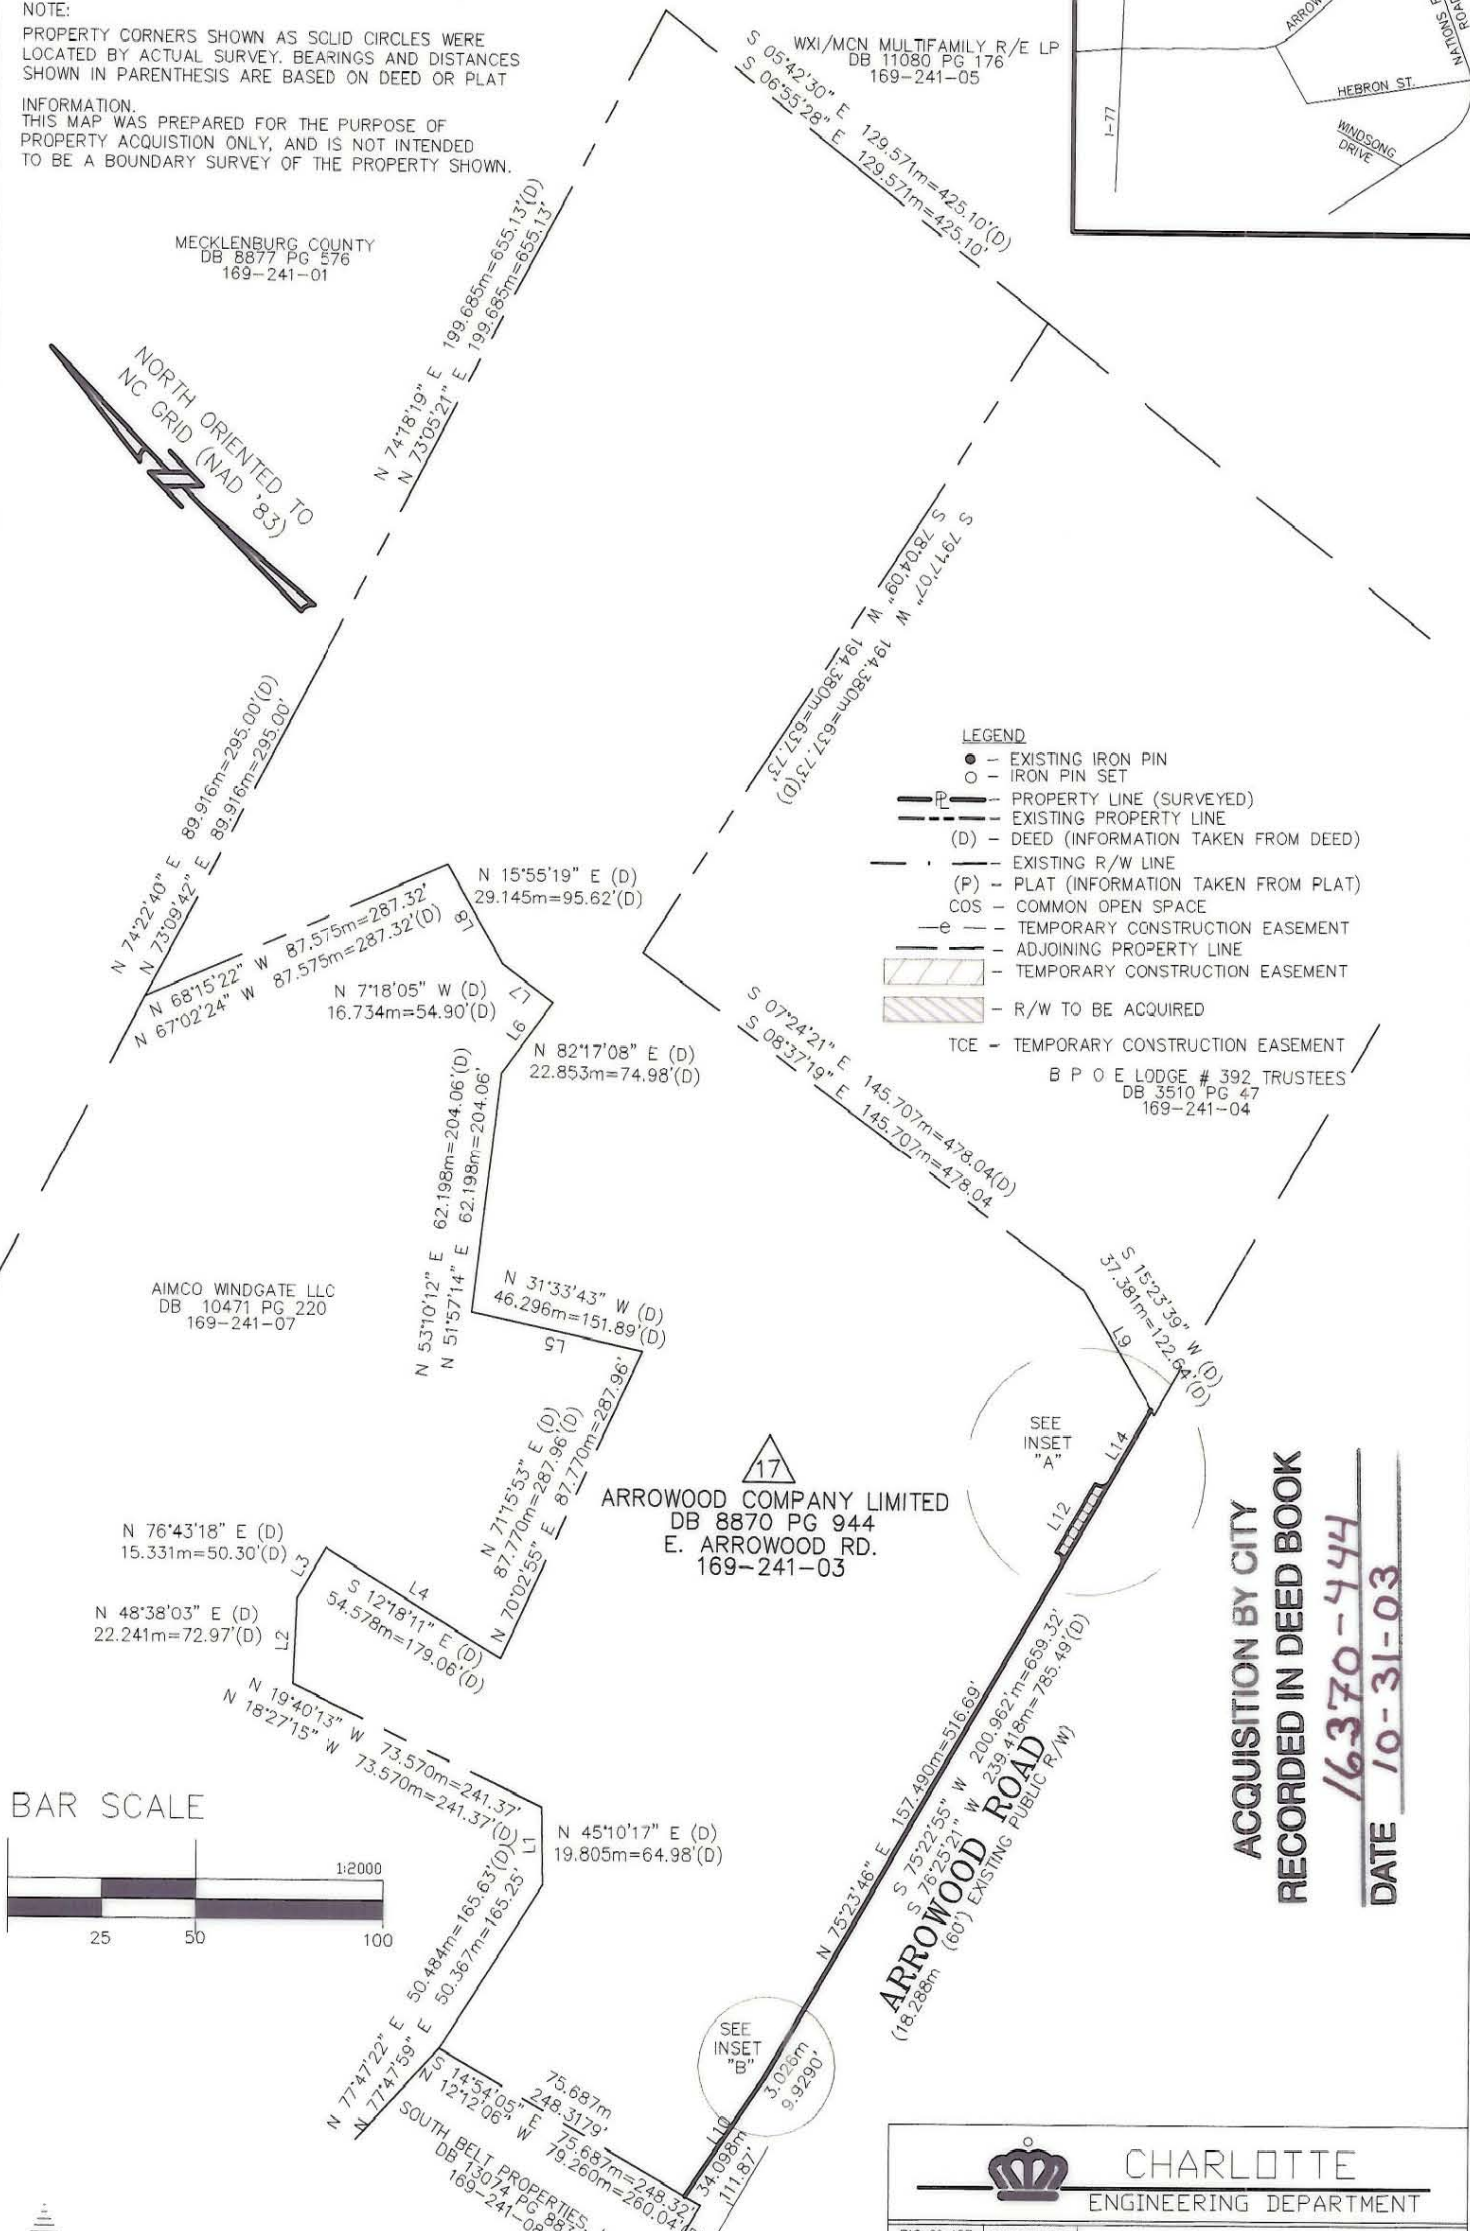 NOTE:
PROPERTY CORNERS SHOWN AS SOLID CIRCLES WERE
LOCATED BY ACTUAL SURVEY. BEARINGS AND DISTANCES
SHOWN IN PARENTHESIS ARE BASED ON DEED OR PLAT
INFORMATION.
THIS MAP WAS PREPARED FOR THE PURPOSE OF
PROPERTY ACQUISTION ONLY, AND IS NOT INTENDED
TO BE A BOUNDARY SURVEY OF THE PROPERTY SHOWN.
WXI/MCN MULTIFAMILY R/E LP
DB 11080 PG 176
169-241-05
S 05°42'30" E 129.571m=425.10'(D)
S 06°55'28" E 129.571m=425.10'
I-77
HEBRON ST.
WINDSONG
DRIVE
MECKLENBURG COUNTY
DB 8877 PG 576
169-241-01
N 74°18'19" E 199.685m=655.13'(D)
N 73°05'21" E 199.685m=655.13'
NORTH ORIENTED TO
NC GRID (NAD '83)
S 79°17'07" W 194.380m=637.73'(D)
S 78°04'09" W 194.380m=637.73'
N 74°22'40" E 89.916m=295.00'(D)
N 73°09'42" E 89.916m=295.00'
LEGEND
- EXISTING IRON PIN
- IRON PIN SET
PL - PROPERTY LINE (SURVEYED)
- EXISTING PROPERTY LINE
(D) - DEED (INFORMATION TAKEN FROM DEED)
- EXISTING R/W LINE
(P) - PLAT (INFORMATION TAKEN FROM PLAT)
COS - COMMON OPEN SPACE
—e — - TEMPORARY CONSTRUCTION EASEMENT
- ADJOINING PROPERTY LINE
- TEMPORARY CONSTRUCTION EASEMENT
- R/W TO BE ACQUIRED
TCE - TEMPORARY CONSTRUCTION EASEMENT
B P O E LODGE # 392 TRUSTEES
DB 3510 PG 47
169-241-04
N 15°55'19" E (D)
29.145m=95.62'(D)
L8
N 68°15'22" W 87.575m=287.32'
N 67°02'24" W 87.575m=287.32'(D)
N 7°18'05" W (D)
16.734m=54.90'(D)
L7
L6
N 82°17'08" E (D)
22.853m=74.98'(D)
N 53°10'12" E 62.198m=204.06'(D)
N 51°57'14" E 62.198m=204.06'
S 07°24'21" E 145.707m=478.04(D)
S 08°37'19" E 145.707m=478.04
S 15°23'39" W (D)
37.381m=122.64'(D)
L9
AIMCO WINDGATE LLC
DB 10471 PG 220
169-241-07
N 31°33'43" W (D)
46.296m=151.89'(D)
L5
N 71°15'53" E (D)
87.770m=287.96'(D)
N 70°02'55" E 87.770m=287.96'
SEE
INSET
"A"
L14
L12
17
ARROWOOD COMPANY LIMITED
DB 8870 PG 944
E. ARROWOOD RD.
169-241-03
N 76°43'18" E (D)
15.331m=50.30'(D)
L3
L4
S 12°18'11" E (D)
54.578m=179.06'(D)
N 48°38'03" E (D)
22.241m=72.97'(D)
L2
N 19°40'13" W 73.570m=241.37'
N 18°27'15" W 73.570m=241.37'(D)
BAR SCALE
1:2000
25 50 100
L1
N 45°10'17" E (D)
19.805m=64.98'(D)
N 77°47'22" E 50.484m=165.63'(D)
N 77°47'59" E 50.367m=165.25'
N 75°23'46" E 157.490m=516.69'
S 75°22'55" W 200.962'm=659.32'
S 76°25'21" W 239.418m=785.49'(D)
ARROWOOD ROAD
(18.288m (60') EXISTING PUBLIC R/W)
ACQUISITION BY CITY
RECORDED IN DEED BOOK
16370-444
DATE 10-31-03
SEE
INSET
"B"
3.026m
9.9290'
L10
34.098m
111.87'
75.687m
248.3179'
S 14°54'05" E 75.687m=248.32'
N 12°12'06" W 79.260m=260.04'
SOUTH BELT PROPERTIES,
DB 13074 PG 887
169-241-08
CHARLOTTE
ENGINEERING DEPARTMENT